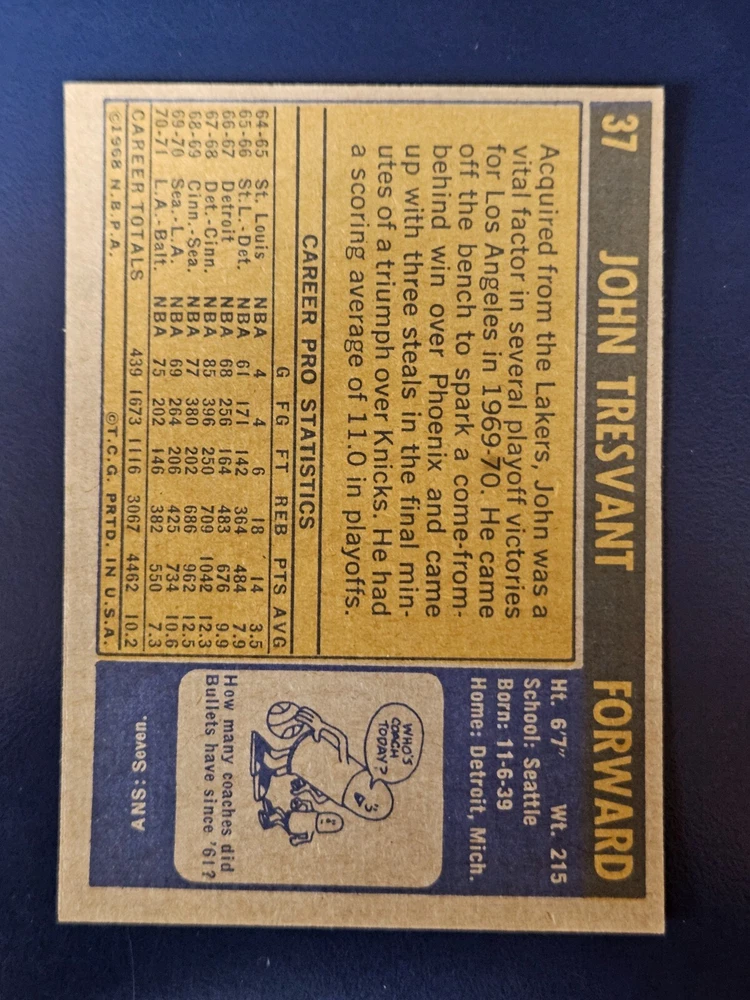 37 JOHN TRESVANT FORWARD
Acquired from the Lakers, John was a
vital factor in several playoff victories
for Los Angeles in 1969-70. He came
off the bench to spark a come-from-
behind win over Phoenix and came
up with three steals in the final min-
utes of a triumph over Knicks. He had
a scoring average of 11.0 in playoffs.
CAREER PRO STATISTICS
G FG FT REB PTS AVG
64-65 St. Louis NBA 4 4 6 18 14 3.5
65-66 St.L.-Det. NBA 61 171 142 364 484 7.9
66-67 Detroit NBA 68 256 164 483 676 9.9
67-68 Det.-Cinn. NBA 85 396 250 709 1042 12.3
68-69 Cinn.-Sea. NBA 77 380 202 686 962 12.5
69-70 Sea.-L.A. NBA 69 264 206 425 734 10.6
70-71 L.A.-Balt. NBA 75 202 146 382 550 7.3
CAREER TOTALS 439 1673 1116 3067 4462 10.2
©1968 N.B.P.A. ©T.C.G. PRTD. IN U.S.A.
Ht. 6'7" Wt. 215
School: Seattle
Born: 11-6-39
Home: Detroit, Mich.
WHO'S
COACH
TODAY?
How many coaches did
Bullets have since '61?
ANS: Seven.